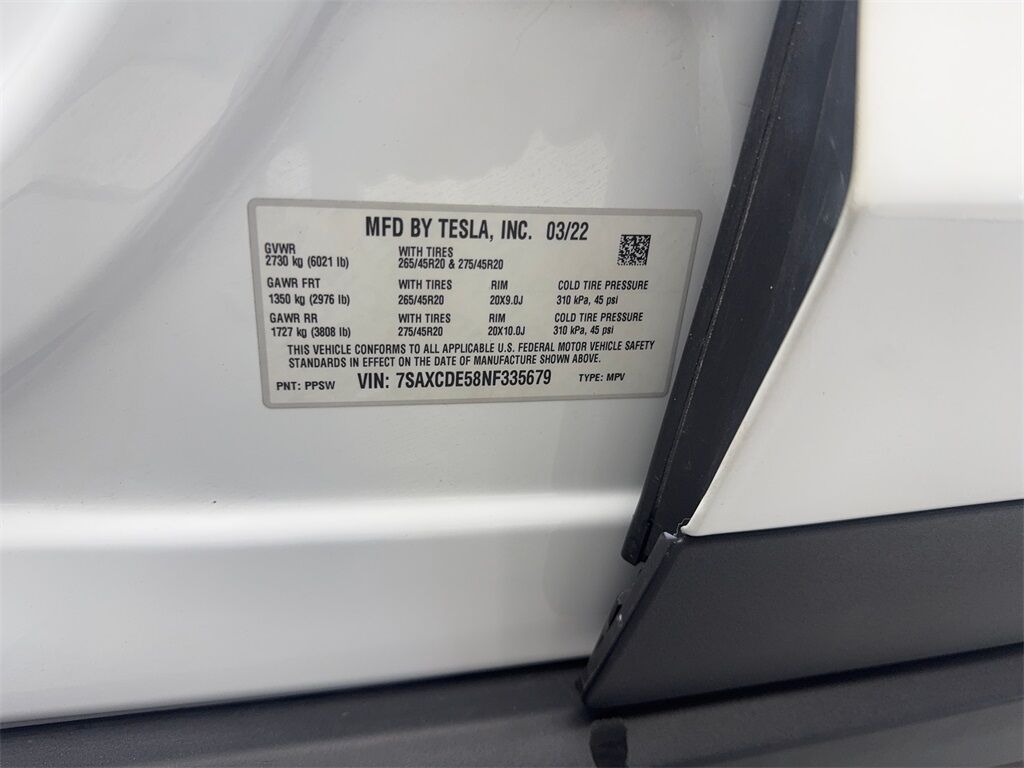 MFD BY TESLA, INC. 03/22
GVWR WITH TIRES
2730 kg (6021 lb) 265/45R20 & 275/45R20
GAWR FRT WITH TIRES RIM COLD TIRE PRESSURE
1350 kg (2976 lb) 265/45R20 20X9.0J 310 kPa, 45 psi
GAWR RR WITH TIRES RIM COLD TIRE PRESSURE
1727 kg (3808 lb) 275/45R20 20X10.0J 310 kPa, 45 psi
THIS VEHICLE CONFORMS TO ALL APPLICABLE U.S. FEDERAL MOTOR VEHICLE SAFETY
STANDARDS IN EFFECT ON THE DATE OF MANUFACTURE SHOWN ABOVE.
PNT: PPSW VIN: 7SAXCDE58NF335679 TYPE: MPV